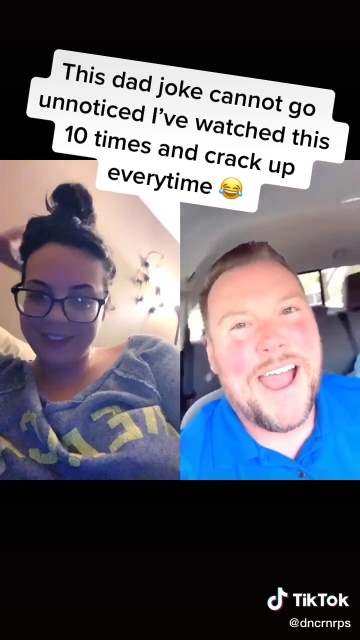 This dad joke cannot go
unnoticed I've watched this
10 times and crack up
everytime 😂
TikTok
@dncrnrps